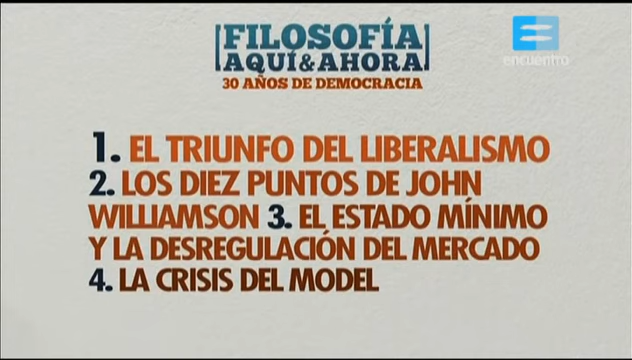 [FILOSOFÍA
AQUÍ&AHORA]
30 AÑOS DE DEMOCRACIA
encuentro
1. EL TRIUNFO DEL LIBERALISMO
2. LOS DIEZ PUNTOS DE JOHN
WILLIAMSON 3. EL ESTADO MÍNIMO
Y LA DESREGULACIÓN DEL MERCADO
4. LA CRISIS DEL MODEL